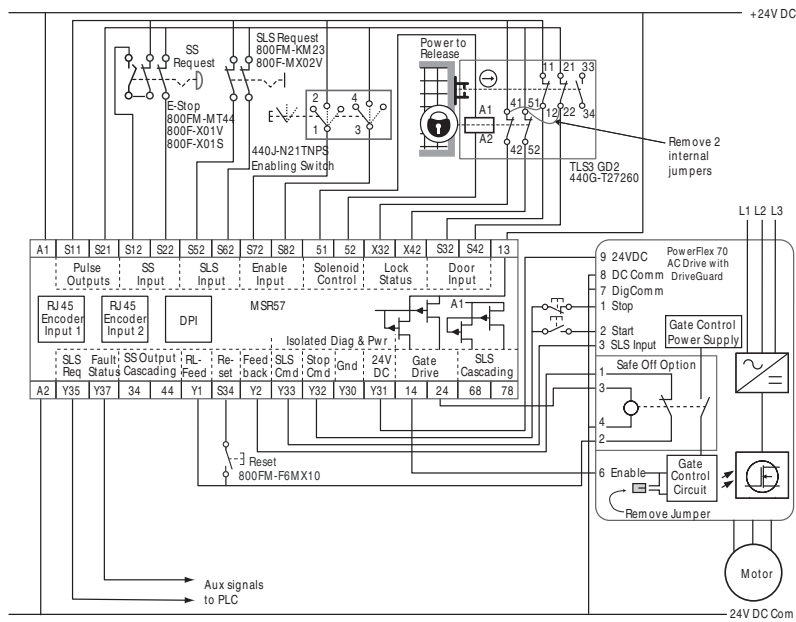 +24V DC
SS
Request
SLS Request
800FM-KM23
800F-MX02V
Power to
Release
11 21 33
E-Stop
800FM-MT44
800F-X01V
800F-X01S
2 4
1 3
A1
A2
41 51
12 22 34
42 52
440J-N21TNPS
Enabling Switch
TLS3 GD2
440G-T27260
Remove 2
internal
jumpers
L1 L2 L3
A1 S11 S21 S12 S22 S52 S62 S72 S82 51 52 X32 X42 S32 S42 13
Pulse
Outputs
SS
Input
SLS
Input
Enable
Input
Solenoid
Control
Lock
Status
Door
Input
RJ45
Encoder
Input 1
RJ45
Encoder
Input 2
DPI
MSR57
A1
Isolated Diag & Pwr
SLS
Req
Fault
Status
SS Output
Cascading
RL-
Feed
Re-
set
Feed
back
SLS
Cmd
Stop
Cmd
Gnd
24V
DC
Gate
Drive
SLS
Cascading
A2 Y35 Y37 34 44 Y1 S34 Y2 Y33 Y32 Y30 Y31 14 24 68 78
9 24VDC
8 DC Comm
7 DigComm
1 Stop
2 Start
3 SLS Input
PowerFlex 70
AC Drive with
DriveGuard
Gate Control
Power Supply
Safe Off Option
1
3
4
2
6 Enable
Gate
Control
Circuit
Remove Jumper
Reset
800FM-F6MX10
Motor
Aux signals
to PLC
24V DC Com